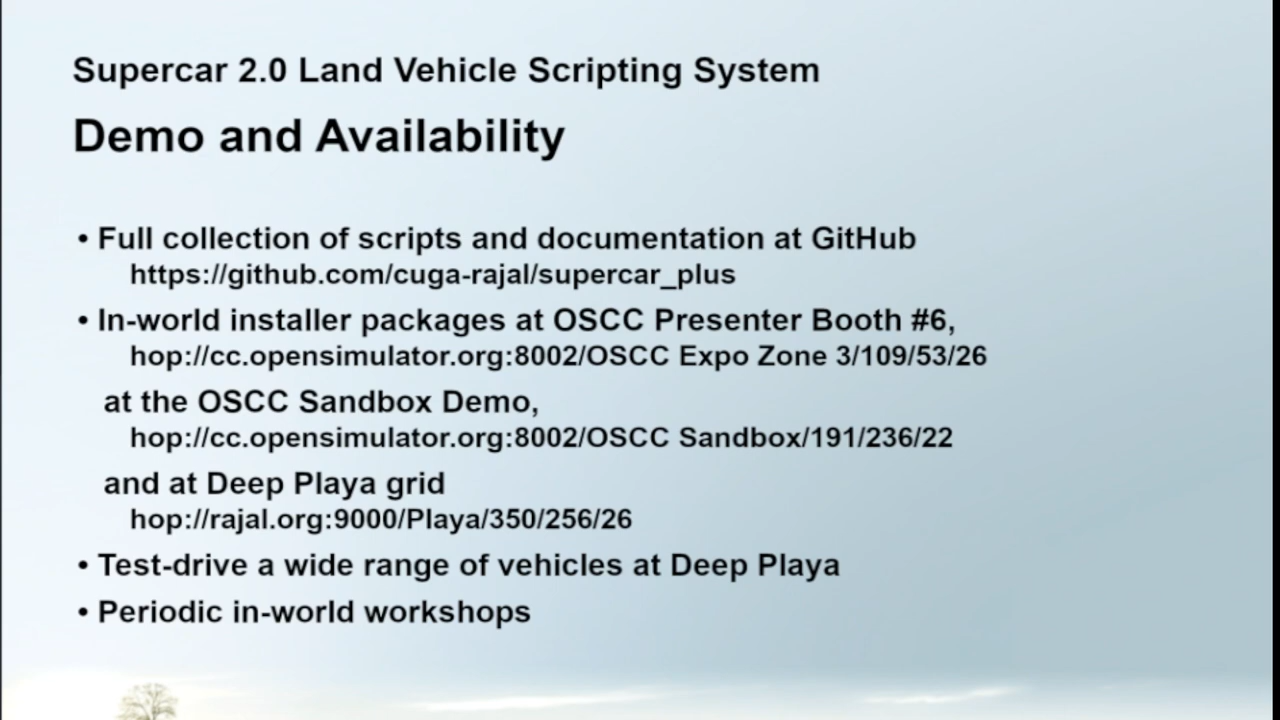 Supercar 2.0 Land Vehicle Scripting System
Demo and Availability
• Full collection of scripts and documentation at GitHub
https://github.com/cuga-rajal/supercar_plus
• In-world installer packages at OSCC Presenter Booth #6,
hop://cc.opensimulator.org:8002/OSCC Expo Zone 3/109/53/26
at the OSCC Sandbox Demo,
hop://cc.opensimulator.org:8002/OSCC Sandbox/191/236/22
and at Deep Playa grid
hop://rajal.org:9000/Playa/350/256/26
• Test-drive a wide range of vehicles at Deep Playa
• Periodic in-world workshops